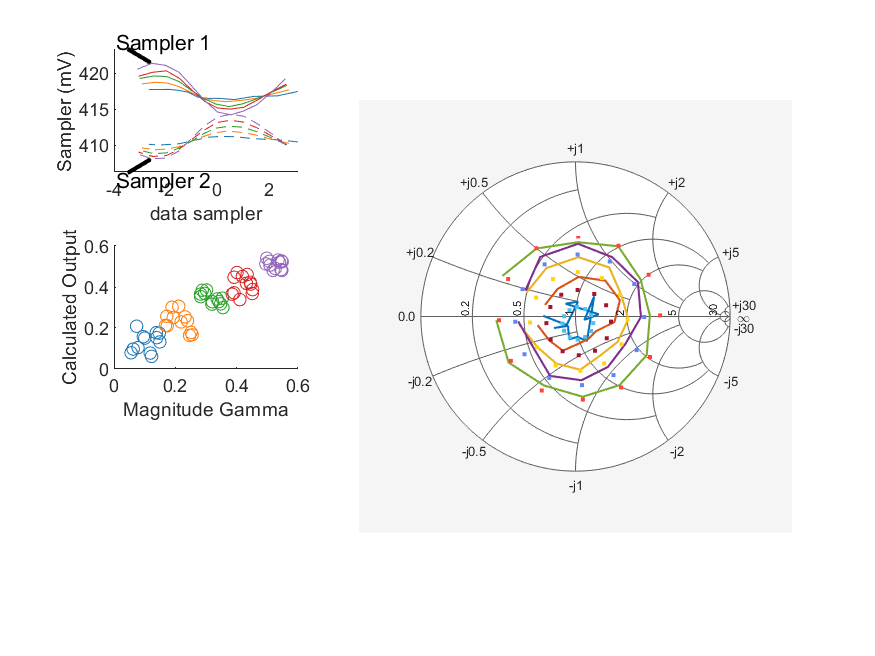 Sampler 1
420
415
410
Sampler (mV)
Sampler 2
-4 -2 0 2
data sampler
0.6
0.4
0.2
0
Calculated Output
0 0.2 0.4 0.6
Magnitude Gamma
+j1
+j0.5 +j2
+j0.2 +j5
0.0 0.2 0.5 1 2 5 30 +j30
∞
-j30
-j0.2 -j5
-j0.5 -j2
-j1